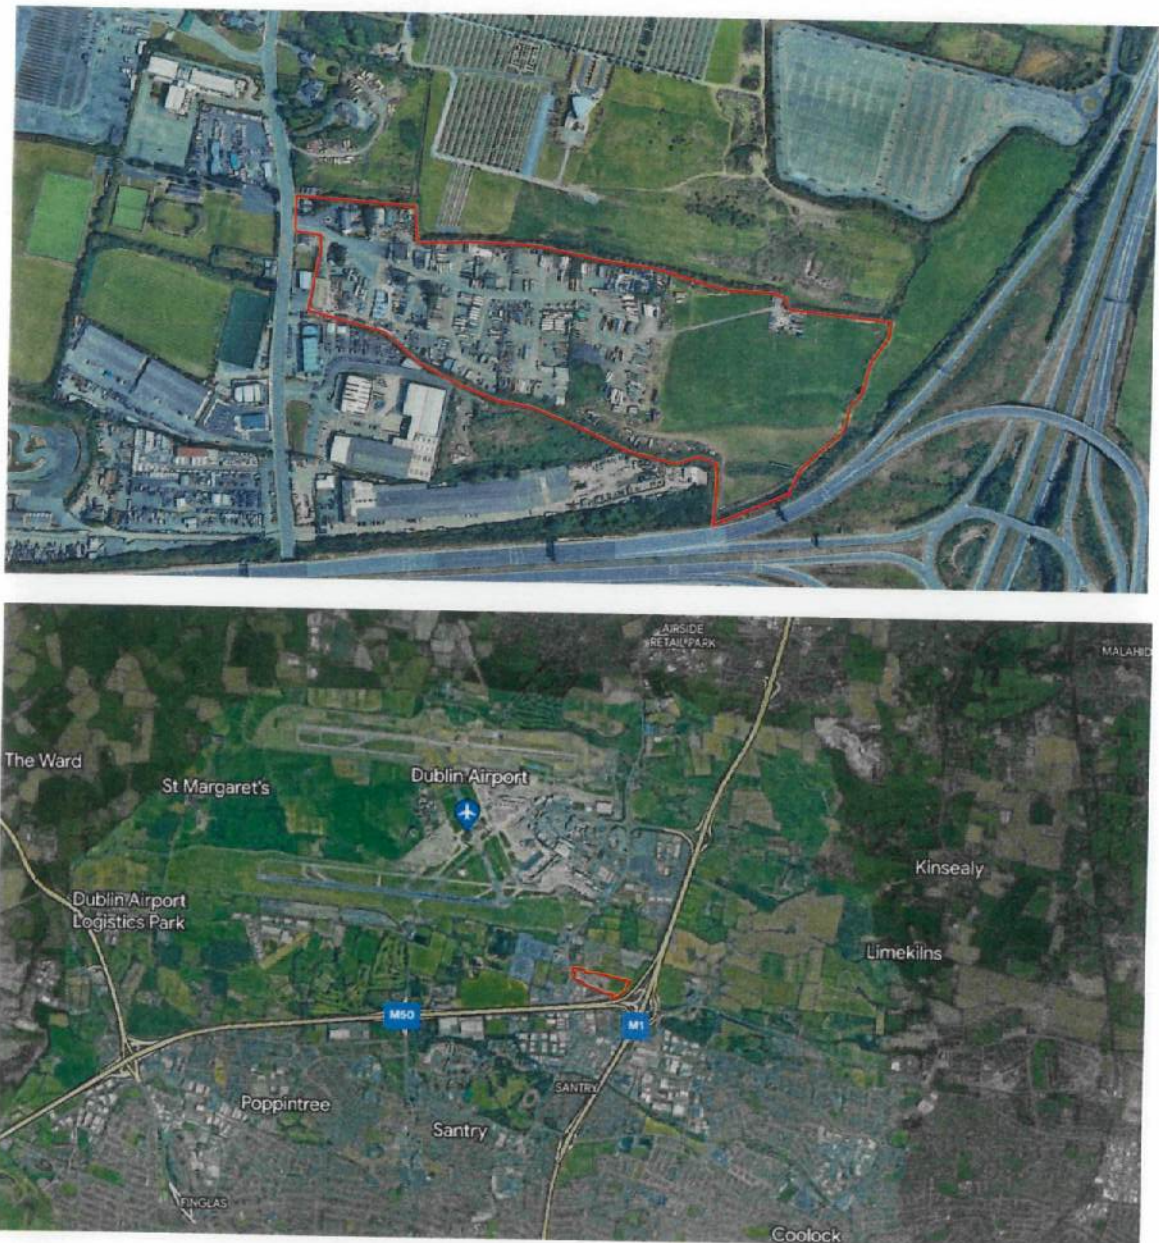 AIRSIDE
RETAIL PARK
MALAHID
The Ward
St Margaret's
Dublin Airport
Kinsealy
Dublin Airport
Logistics Park
Limekilns
M50
M1
SANTRY
Poppintree
Santry
FINGLAS
Coolock